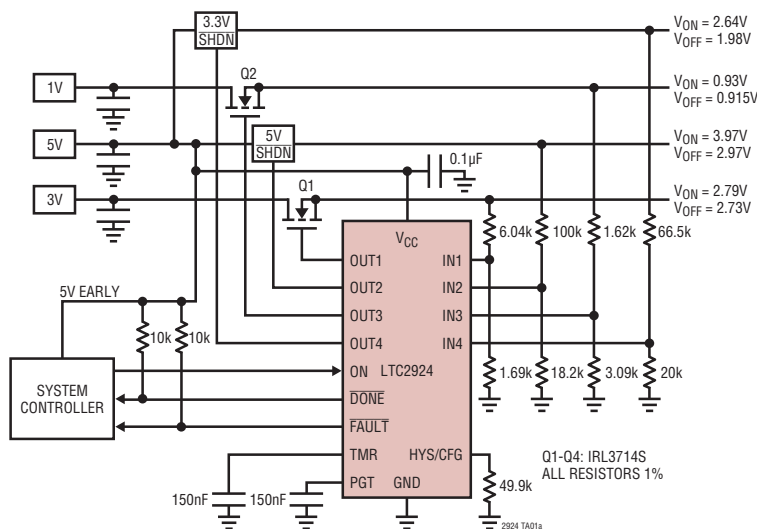 3.3V
SHDN
V_ON = 2.64V
V_OFF = 1.98V
Q2
1V
V_ON = 0.93V
V_OFF = 0.915V
5V
5V
SHDN
V_ON = 3.97V
V_OFF = 2.97V
0.1µF
3V
Q1
V_ON = 2.79V
V_OFF = 2.73V
V_CC
6.04k
100k
1.62k
66.5k
OUT1
IN1
OUT2
IN2
5V EARLY
OUT3
IN3
10k
10k
OUT4
IN4
SYSTEM
CONTROLLER
ON
LTC2924
1.69k
18.2k
3.09k
20k
DONE
FAULT
TMR
HYS/CFG
Q1-Q4: IRL3714S
ALL RESISTORS 1%
150nF
150nF
PGT
GND
49.9k
2924 TA01a